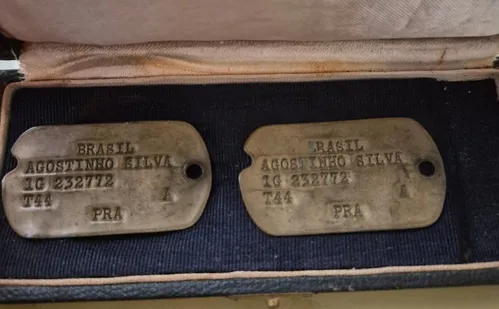 BRASIL
AGOSTINHO SILVA
1G 232772
T44 A
PRA
BRASIL
AGOSTINHO SILVA
1G 232772
T44 A
PRA